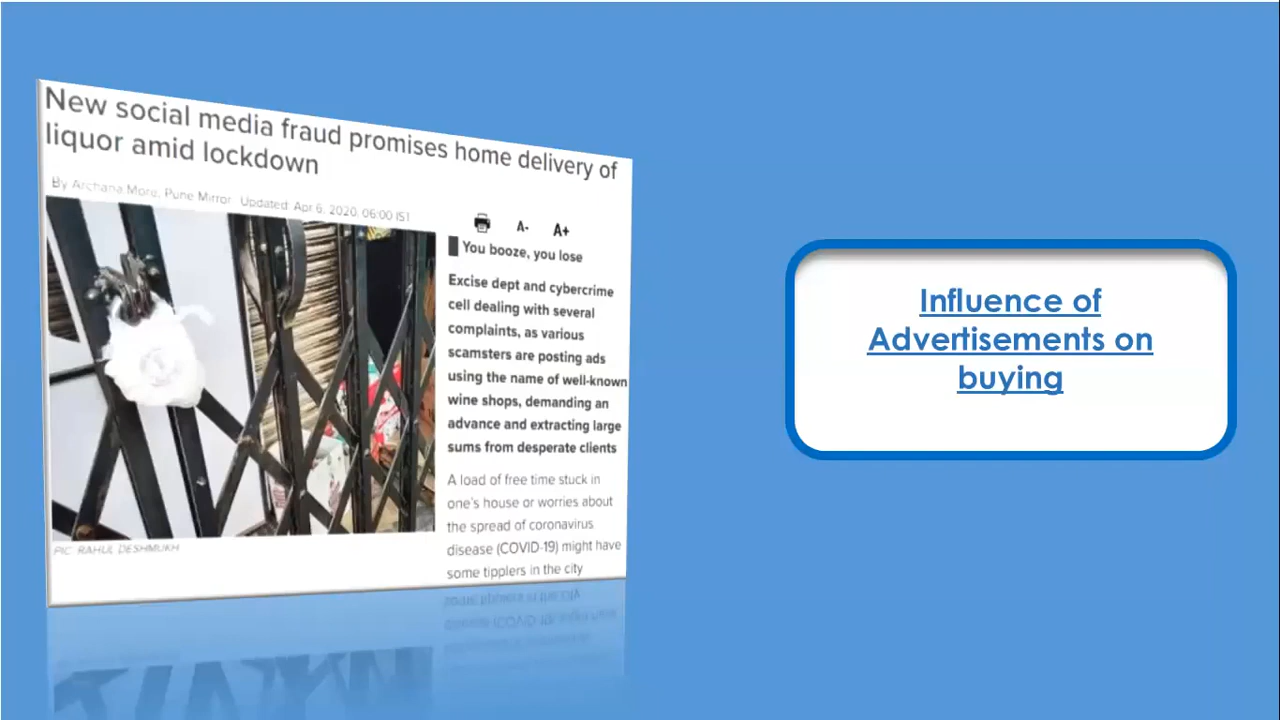 New social media fraud promises home delivery of
liquor amid lockdown
By Archana More, Pune Mirror Updated: Apr 6, 2020, 06:00 IST
A- A+
You booze, you lose
Excise dept and cybercrime
cell dealing with several
complaints, as various
scamsters are posting ads
using the name of well-known
wine shops, demanding an
advance and extracting large
sums from desperate clients
A load of free time stuck in
one's house or worries about
the spread of coronavirus
disease (COVID-19) might have
some tipplers in the city
PIC: RAHUL DESHMUKH
Influence of
Advertisements on
buying